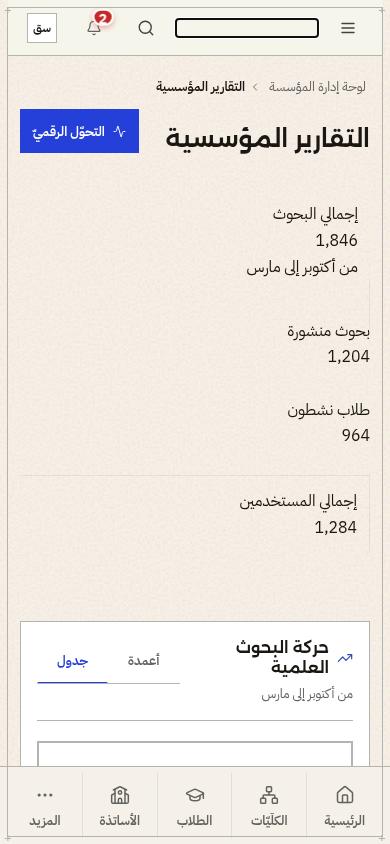 2
سق
لوحة إدارة المؤسسة
التقارير المؤسسية
التقارير المؤسسية
التحوّل الرقميّ
إجمالي البحوث
1,846
من أكتوبر إلى مارس
بحوث منشورة
1,204
طلاب نشطون
964
إجمالي المستخدمين
1,284
حركة البحوث
العلمية
من أكتوبر إلى مارس
أعمدة
جدول
الرئيسية
الكلّيّات
الطلاب
الأساتذة
المزيد